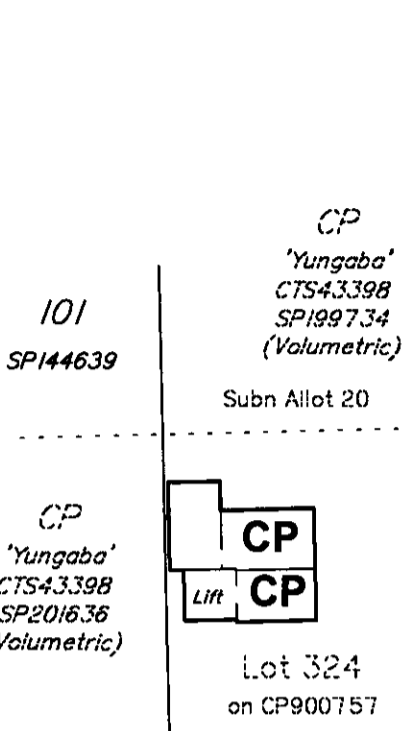 CP
'Yungaba'
CTS43398
SP199734
(Volumetric)
101
SP144639
Subn Allot 20
CP
'Yungaba'
CTS43398
SP201636
Volumetric)
CP
Lift
CP
Lot 324
on CP900757